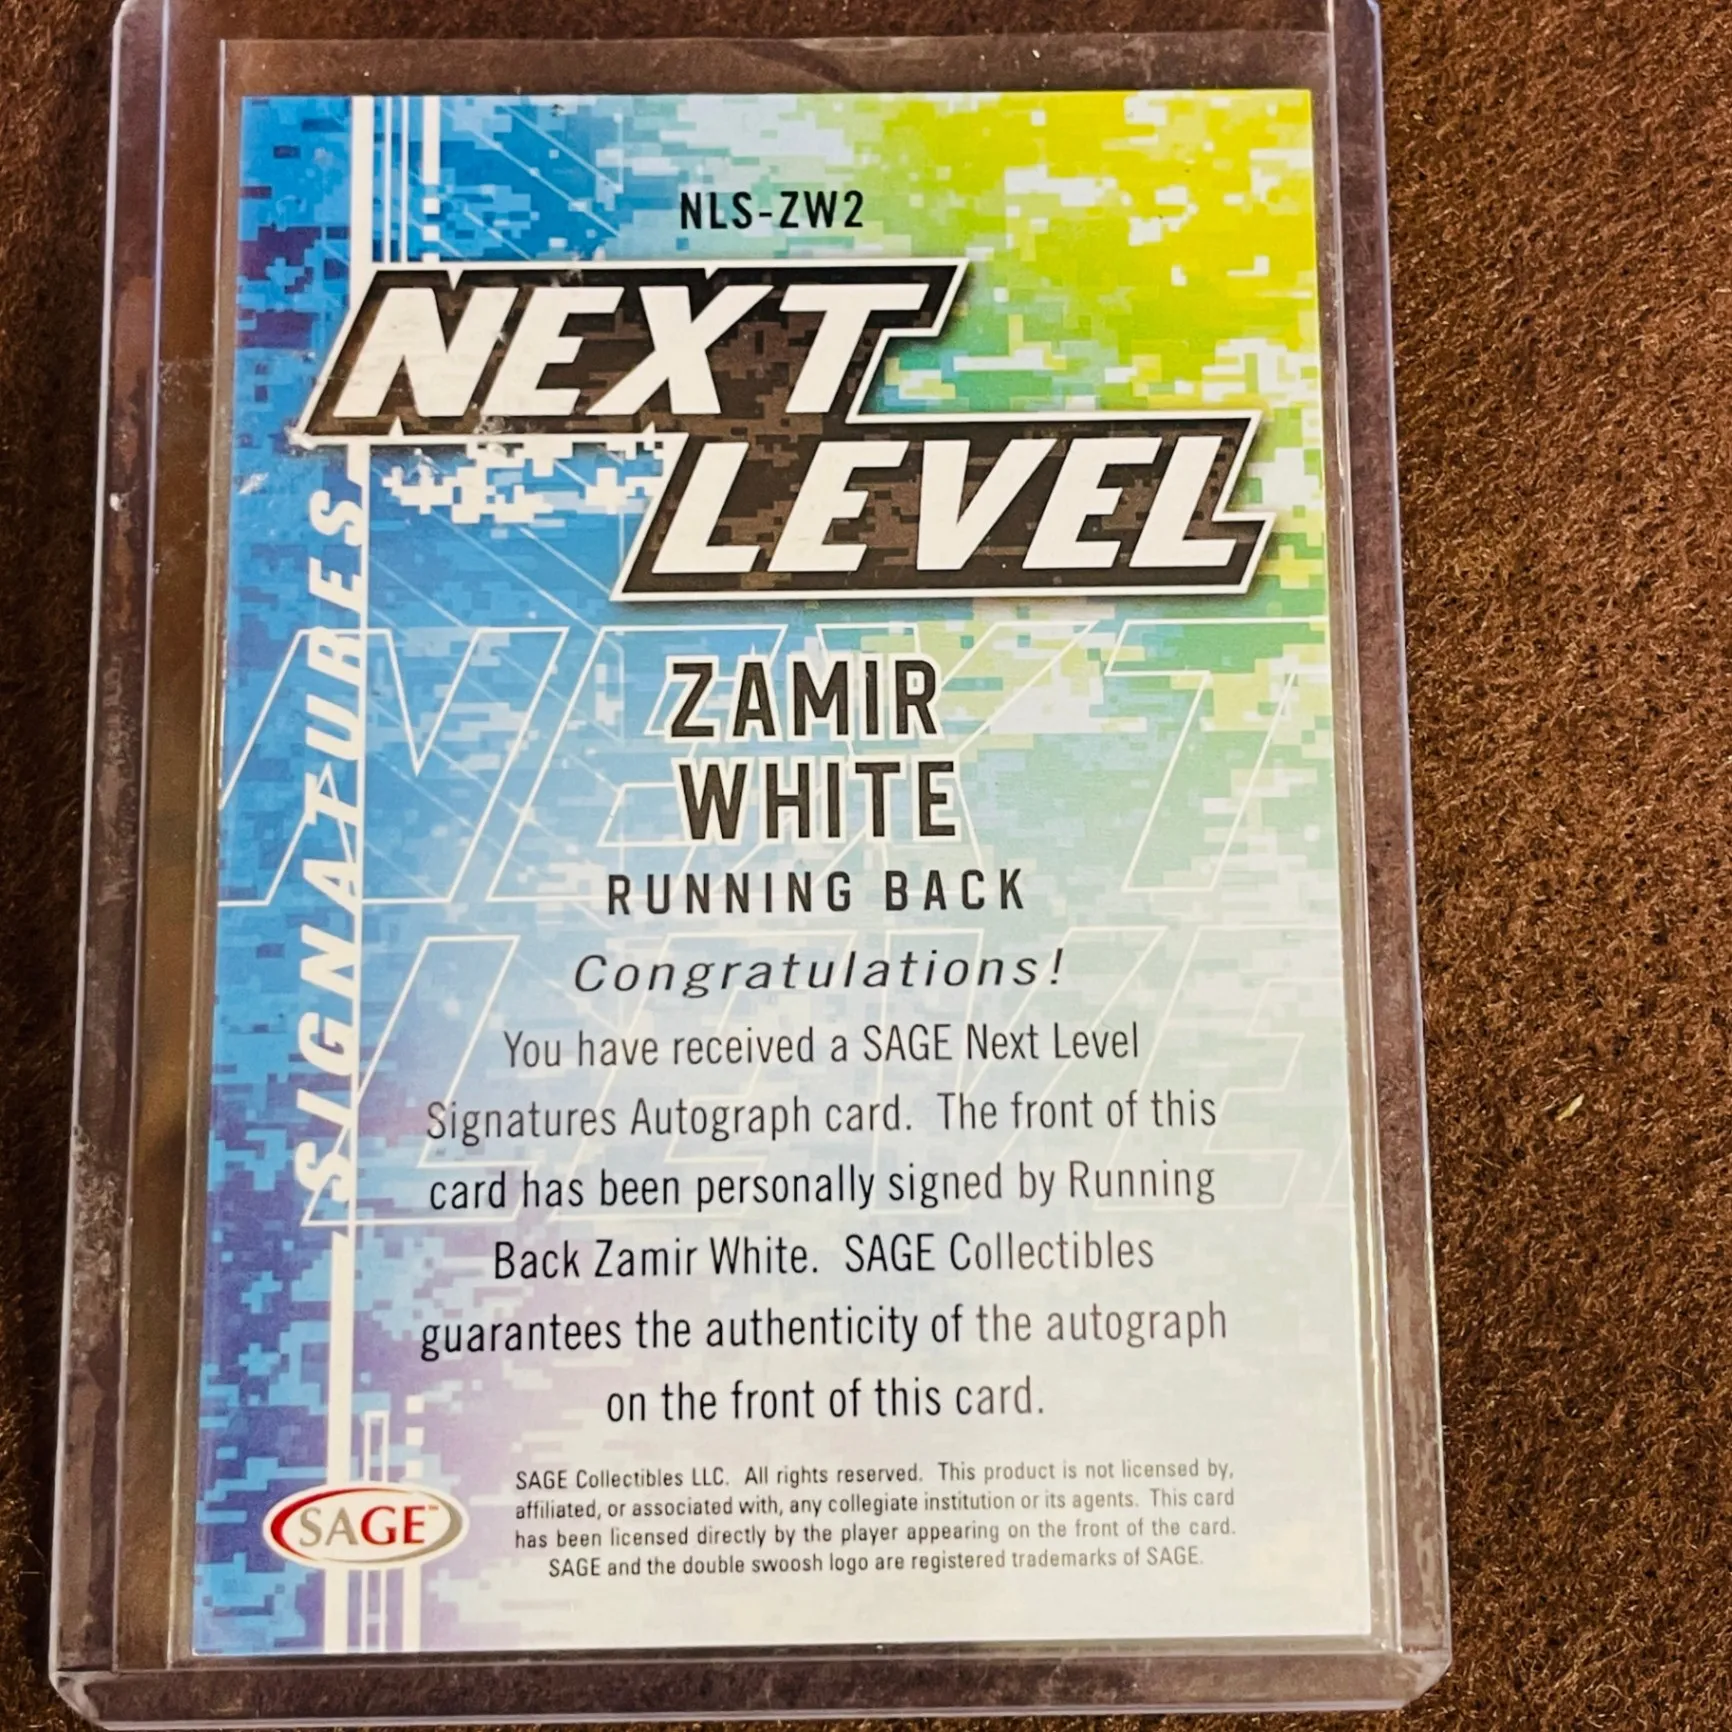 NLS-ZW2
NEXT
LEVEL
SIGNATURES
NEXT
LEVEL
ZAMIR
WHITE
RUNNING BACK
Congratulations!
You have received a SAGE Next Level
Signatures Autograph card. The front of this
card has been personally signed by Running
Back Zamir White. SAGE Collectibles
guarantees the authenticity of the autograph
on the front of this card.
SAGE Collectibles LLC. All rights reserved. This product is not licensed by,
affiliated, or associated with, any collegiate institution or its agents. This card
has been licensed directly by the player appearing on the front of the card.
SAGE and the double swoosh logo are registered trademarks of SAGE.
SAGE™